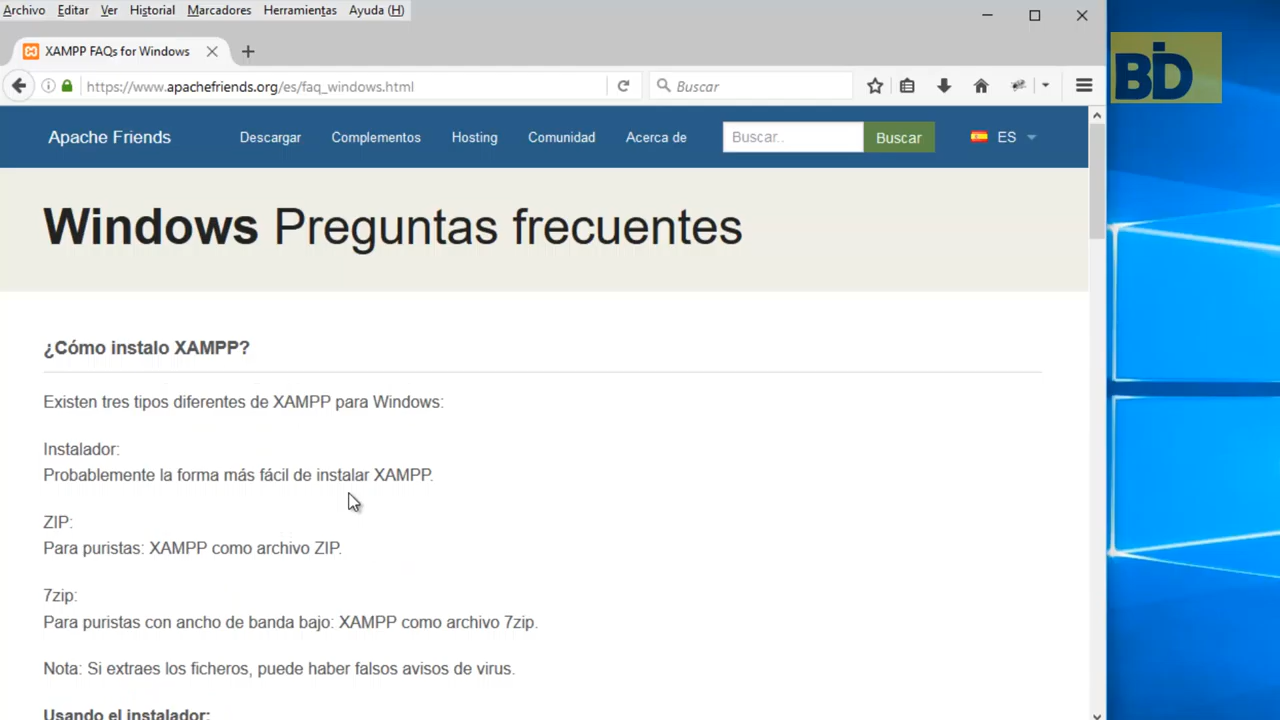 Archivo Editar Ver Historial Marcadores Herramientas Ayuda (H)
XAMPP FAQs for Windows
https://www.apachefriends.org/es/faq_windows.html
Buscar
BID
Apache Friends Descargar Complementos Hosting Comunidad Acerca de Buscar.. Buscar ES
Windows Preguntas frecuentes
¿Cómo instalo XAMPP?
Existen tres tipos diferentes de XAMPP para Windows:
Instalador:
Probablemente la forma más fácil de instalar XAMPP.
ZIP:
Para puristas: XAMPP como archivo ZIP.
7zip:
Para puristas con ancho de banda bajo: XAMPP como archivo 7zip.
Nota: Si extraes los ficheros, puede haber falsos avisos de virus.
Usando el instalador: